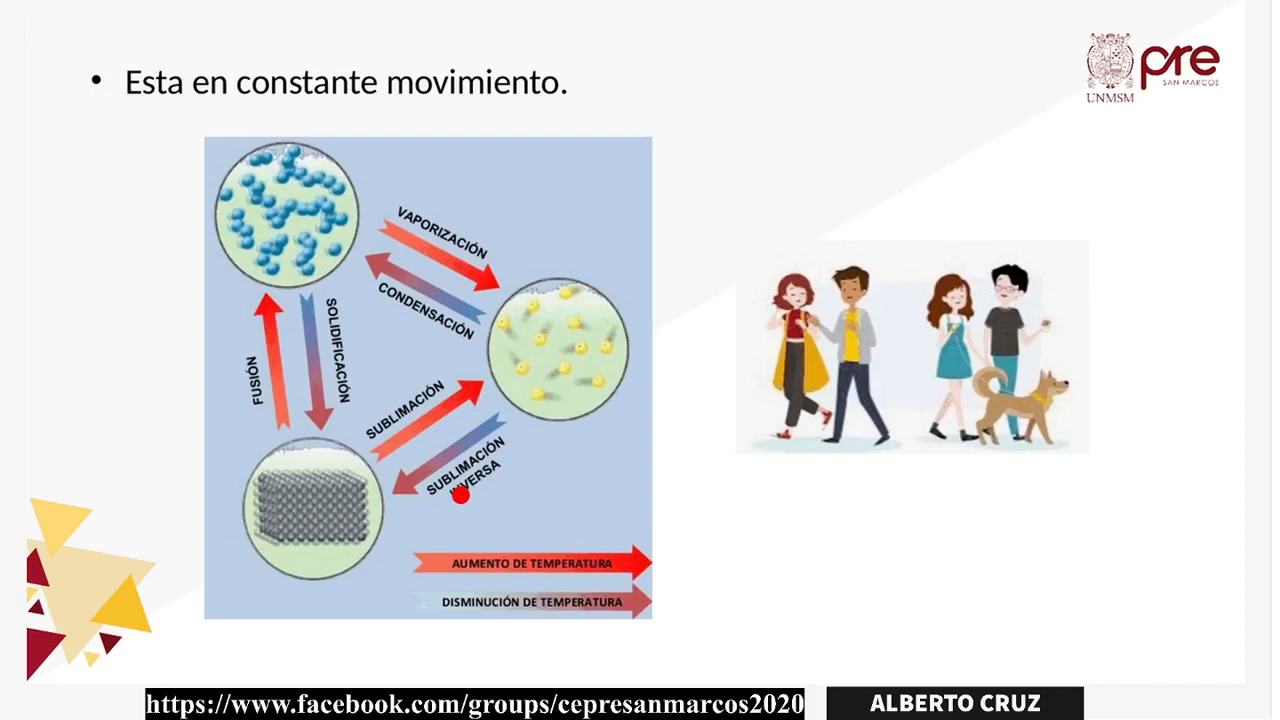 • Esta en constante movimiento.
UNMSM
pre
SAN MARCOS
VAPORIZACIÓN
CONDENSACIÓN
SOLIDIFICACIÓN
FUSIÓN
SUBLIMACIÓN
SUBLIMACIÓN
INVERSA
AUMENTO DE TEMPERATURA
DISMINUCIÓN DE TEMPERATURA
https://www.facebook.com/groups/cepresanmarcos2020
ALBERTO CRUZ